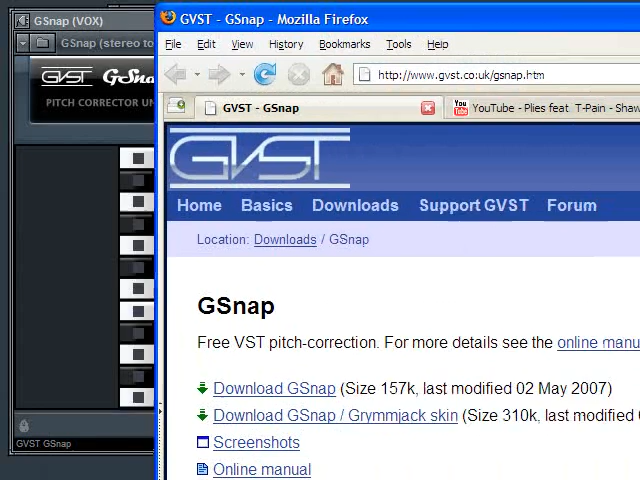 GSnap (VOX)
GSnap (stereo to
GVST GSna
PITCH CORRECTOR UN
GVST GSnap
GVST - GSnap - Mozilla Firefox
File Edit View History Bookmarks Tools Help
http://www.gvst.co.uk/gsnap.htm
GVST - GSnap
You Tube YouTube - Plies feat. T-Pain - Shaw
GVST
Home Basics Downloads Support GVST Forum
Location: Downloads / GSnap
GSnap
Free VST pitch-correction. For more details see the online manu
Download GSnap (Size 157k, last modified 02 May 2007)
Download GSnap / Grymmjack skin (Size 310k, last modified
Screenshots
Online manual